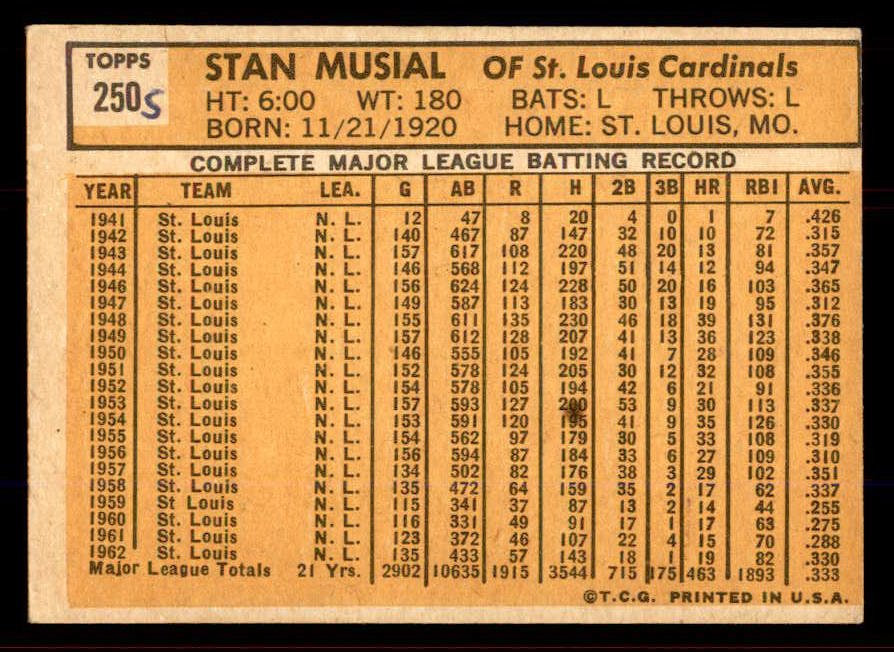 TOPPS
250 S
STAN MUSIAL OF St. Louis Cardinals
HT: 6:00 WT: 180 BATS: L THROWS: L
BORN: 11/21/1920 HOME: ST. LOUIS, MO.
COMPLETE MAJOR LEAGUE BATTING RECORD
YEAR TEAM LEA. G AB R H 2B 3B HR RBI AVG.
1941 St. Louis N. L. 12 47 8 20 4 0 1 7 .426
1942 St. Louis N. L. 140 467 87 147 32 10 10 72 .315
1943 St. Louis N. L. 157 617 108 220 48 20 13 81 .357
1944 St. Louis N. L. 146 568 112 197 51 14 12 94 .347
1946 St. Louis N. L. 156 624 124 228 50 20 16 103 .365
1947 St. Louis N. L. 149 587 113 183 30 13 19 95 .312
1948 St. Louis N. L. 155 611 135 230 46 18 39 131 .376
1949 St. Louis N. L. 157 612 128 207 41 13 36 123 .338
1950 St. Louis N. L. 146 555 105 192 41 7 28 109 .346
1951 St. Louis N. L. 152 578 124 205 30 12 32 108 .355
1952 St. Louis N. L. 154 578 105 194 42 6 21 91 .336
1953 St. Louis N. L. 157 593 127 200 53 9 30 113 .337
1954 St. Louis N. L. 153 591 120 195 41 9 35 126 .330
1955 St. Louis N. L. 154 562 97 179 30 5 33 108 .319
1956 St. Louis N. L. 156 594 87 184 33 6 27 109 .310
1957 St. Louis N. L. 134 502 82 176 38 3 29 102 .351
1958 St. Louis N. L. 135 472 64 159 35 2 17 62 .337
1959 St Louis N. L. 115 341 37 87 13 2 14 44 .255
1960 St. Louis N. L. 116 331 49 91 17 1 17 63 .275
1961 St. Louis N. L. 123 372 46 107 22 4 15 70 .288
1962 St. Louis N. L. 135 433 57 143 18 1 19 82 .330
Major League Totals 21 Yrs. 2902 10635 1915 3544 715 175 463 1893 .333
©T.C.G. PRINTED IN U.S.A.